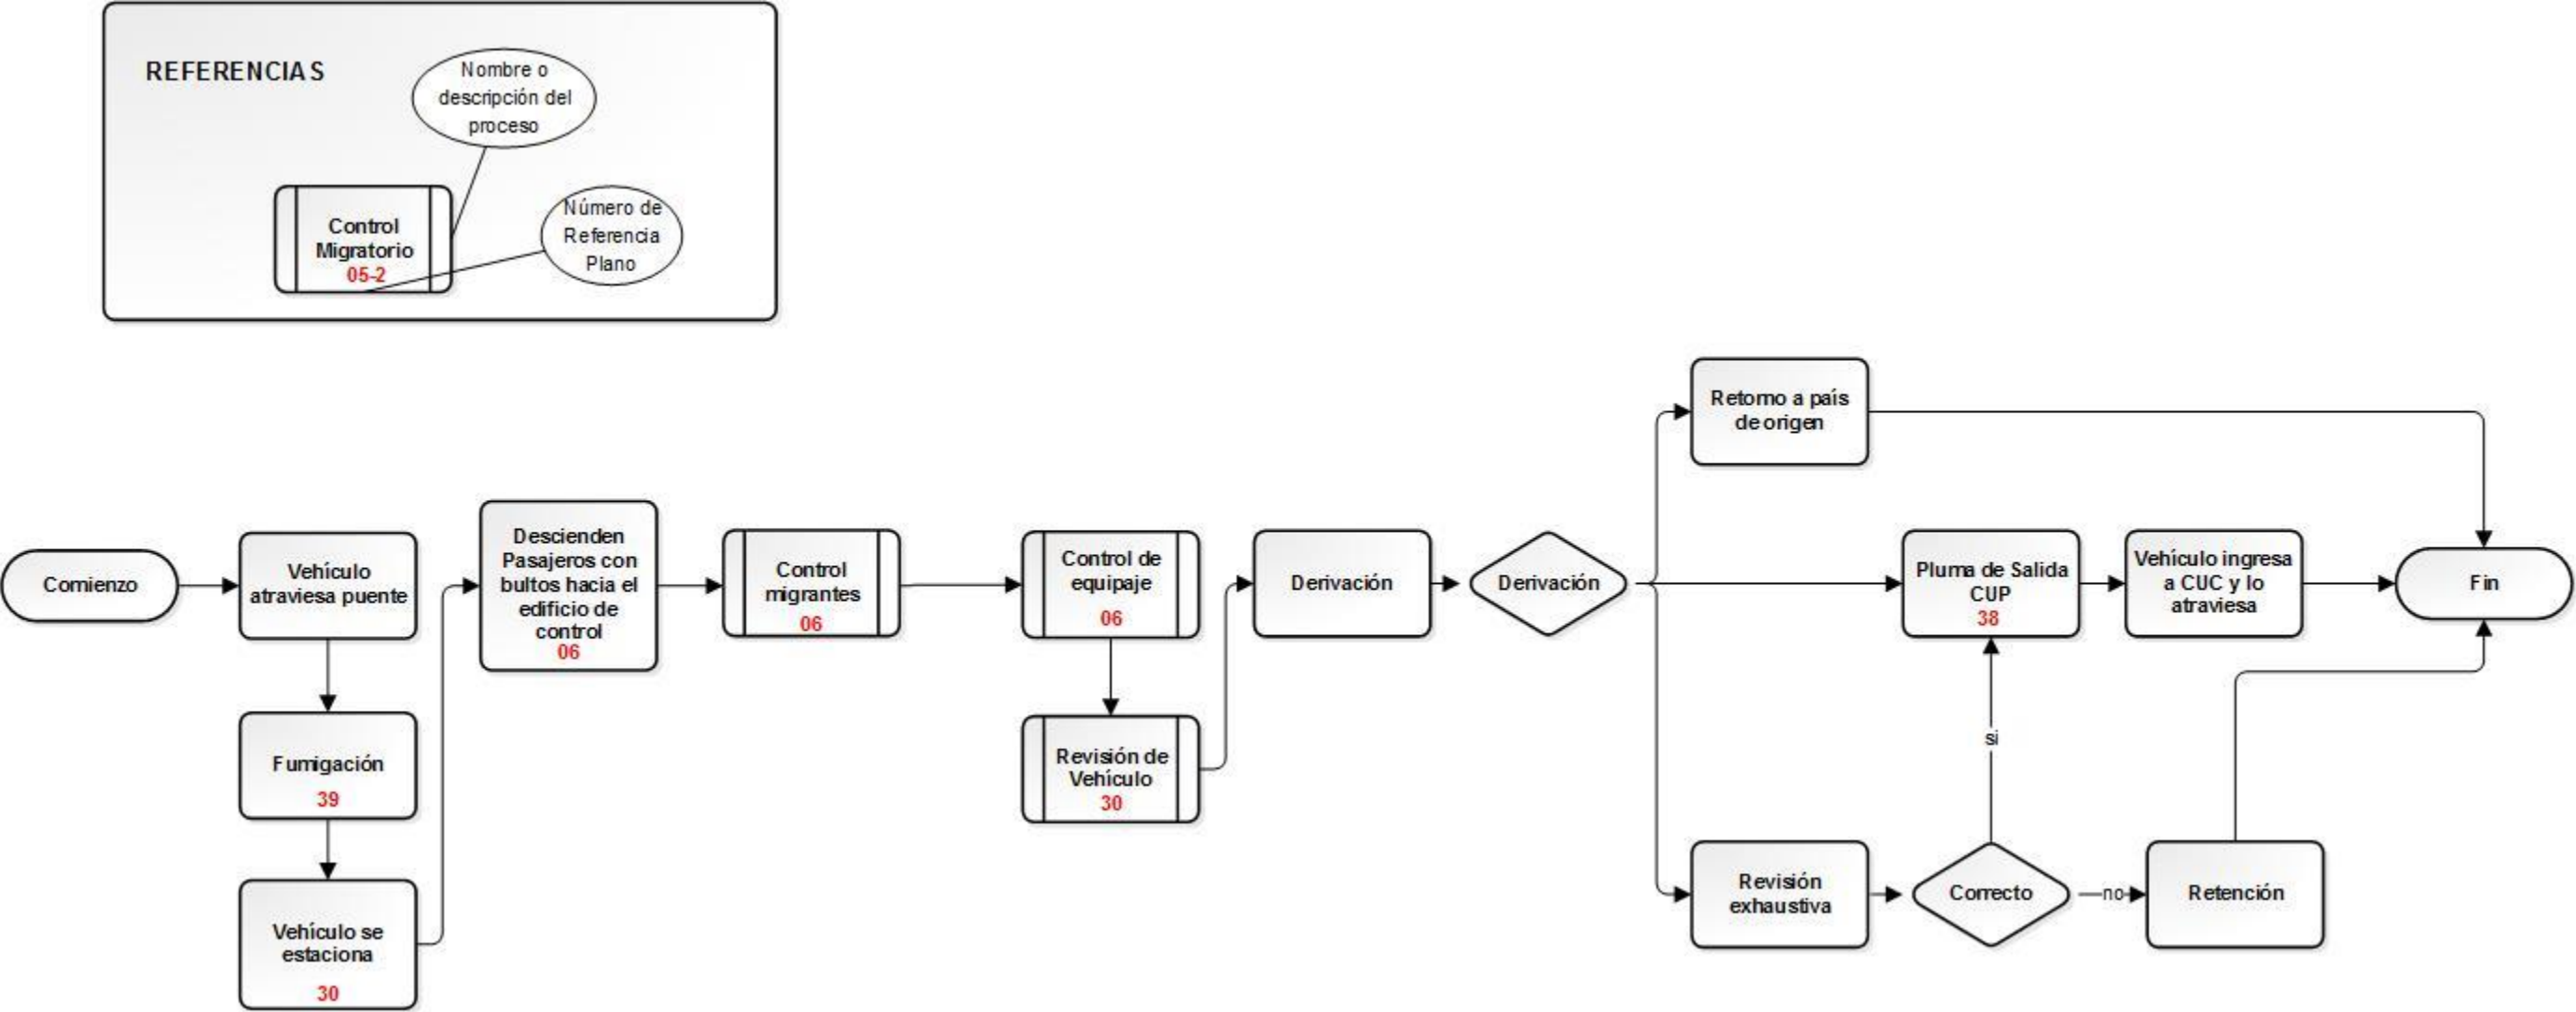 REFERENCIAS
Nombre o
descripción del
proceso
Control
Migratorio
05-2
Número de
Referencia
Plano
Comienzo
Vehículo
atraviesa puente
Fumigación
39
Vehículo se
estaciona
30
Descienden
Pasajeros con
bultos hacia el
edificio de
control
06
Control
migrantes
06
Control de
equipaje
06
Revisión de
Vehículo
30
Derivación
Derivación
Retorno a país
de origen
Pluma de Salida
CUP
38
Vehículo ingresa
a CUC y lo
atraviesa
Fin
si
Revisión
exhaustiva
Correcto
no
Retención